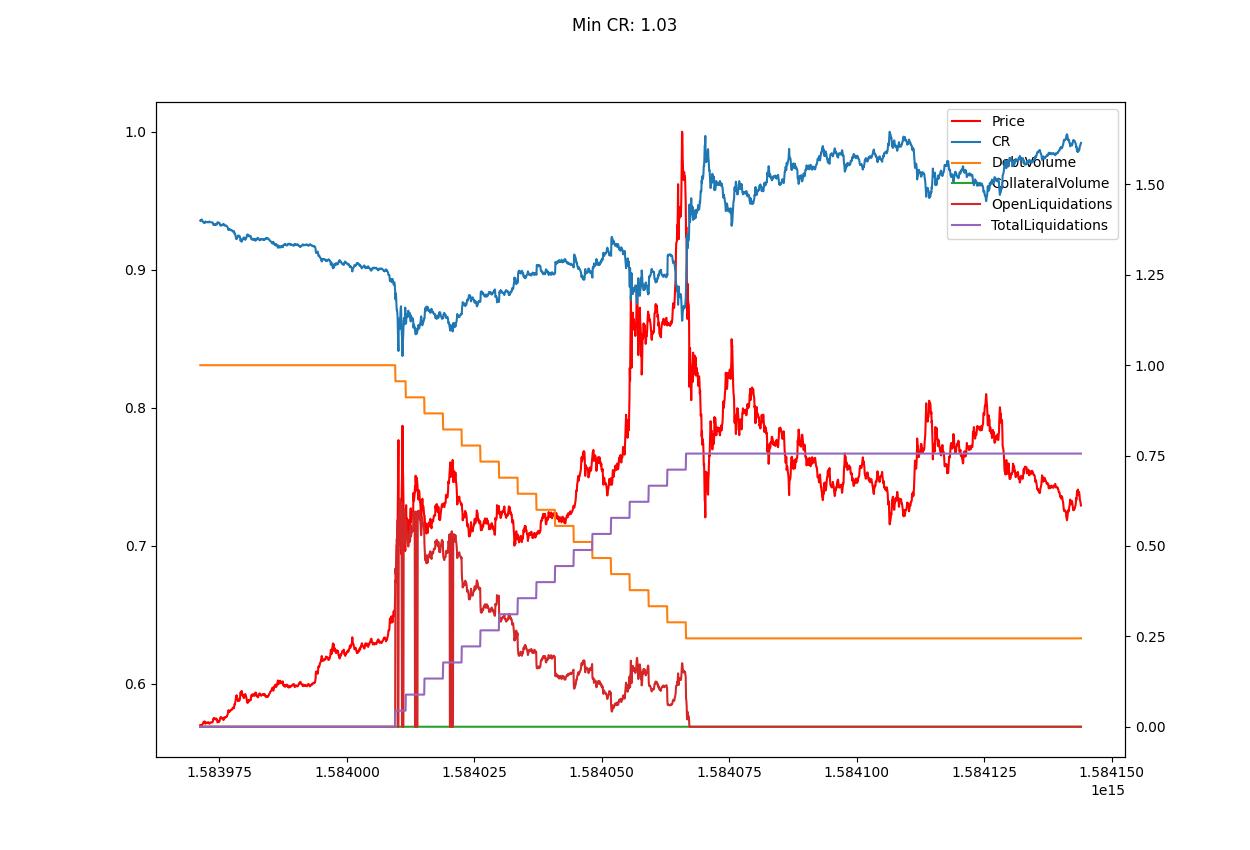 Min CR: 1.03
1.0
0.9
0.8
0.7
0.6
Price
CR
DebtVolume
CollateralVolume
OpenLiquidations
TotalLiquidations
1.50
1.25
1.00
0.75
0.50
0.25
0.00
1.583975 1.584000 1.584025 1.584050 1.584075 1.584100 1.584125 1.584150
1e15